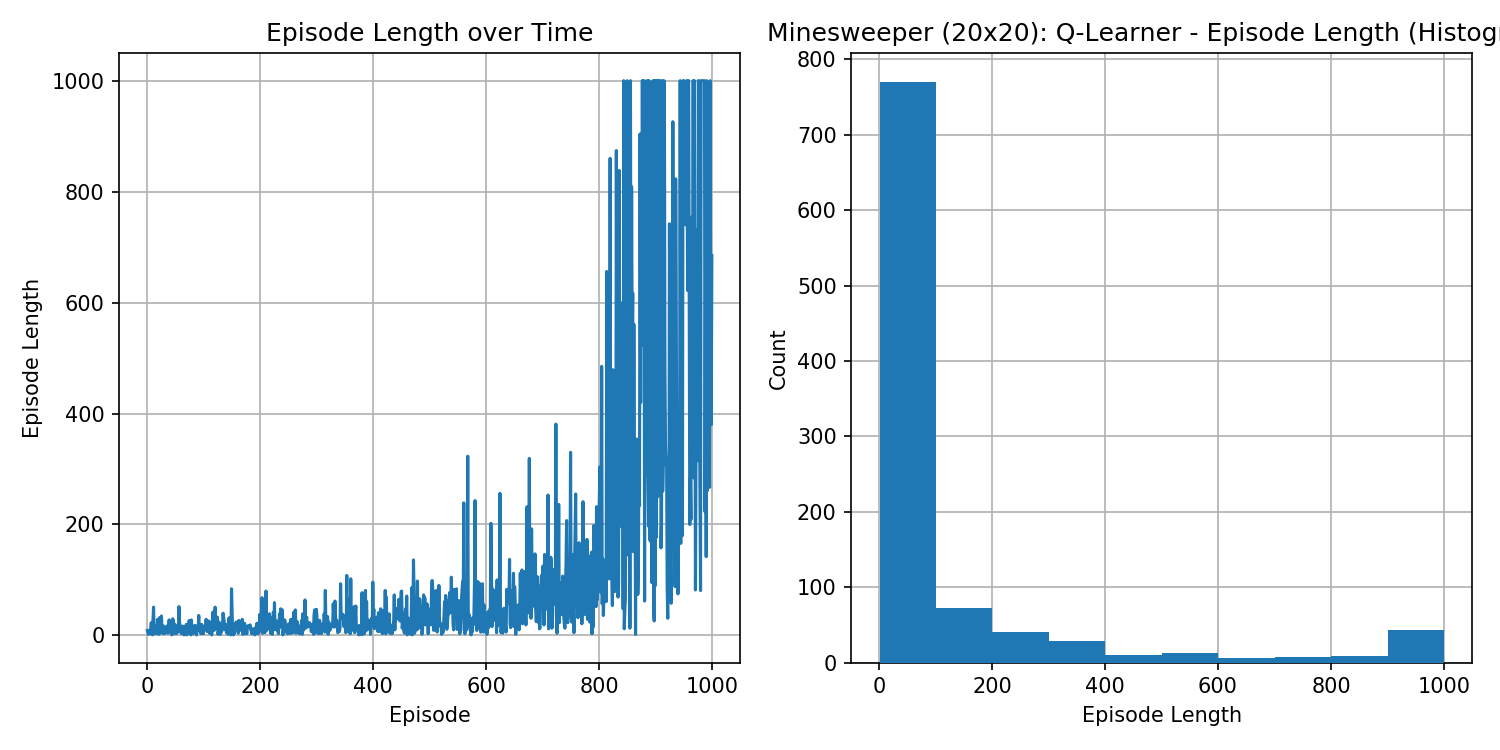 Episode Length over Time
1000
800
600
400
200
0
Episode Length
0 200 400 600 800 1000
Episode
Minesweeper (20x20): Q-Learner - Episode Length (Histogr
800
700
600
500
400
300
200
100
0
Count
0 200 400 600 800 1000
Episode Length